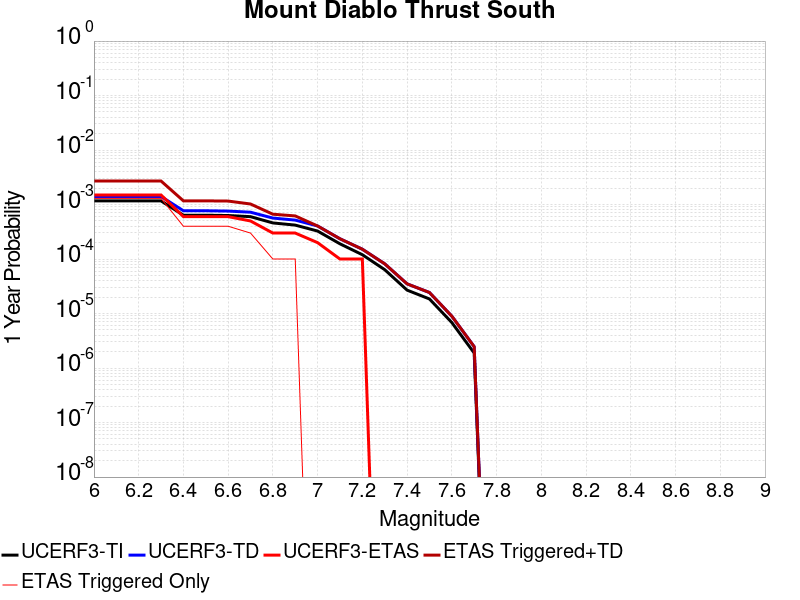 Mount Diablo Thrust South
10^0
10^-1
10^-2
10^-3
10^-4
10^-5
10^-6
10^-7
10^-8
1 Year Probability
6 6.2 6.4 6.6 6.8 7 7.2 7.4 7.6 7.8 8 8.2 8.4 8.6 8.8 9
Magnitude
UCERF3-TI UCERF3-TD UCERF3-ETAS ETAS Triggered+TD
ETAS Triggered Only